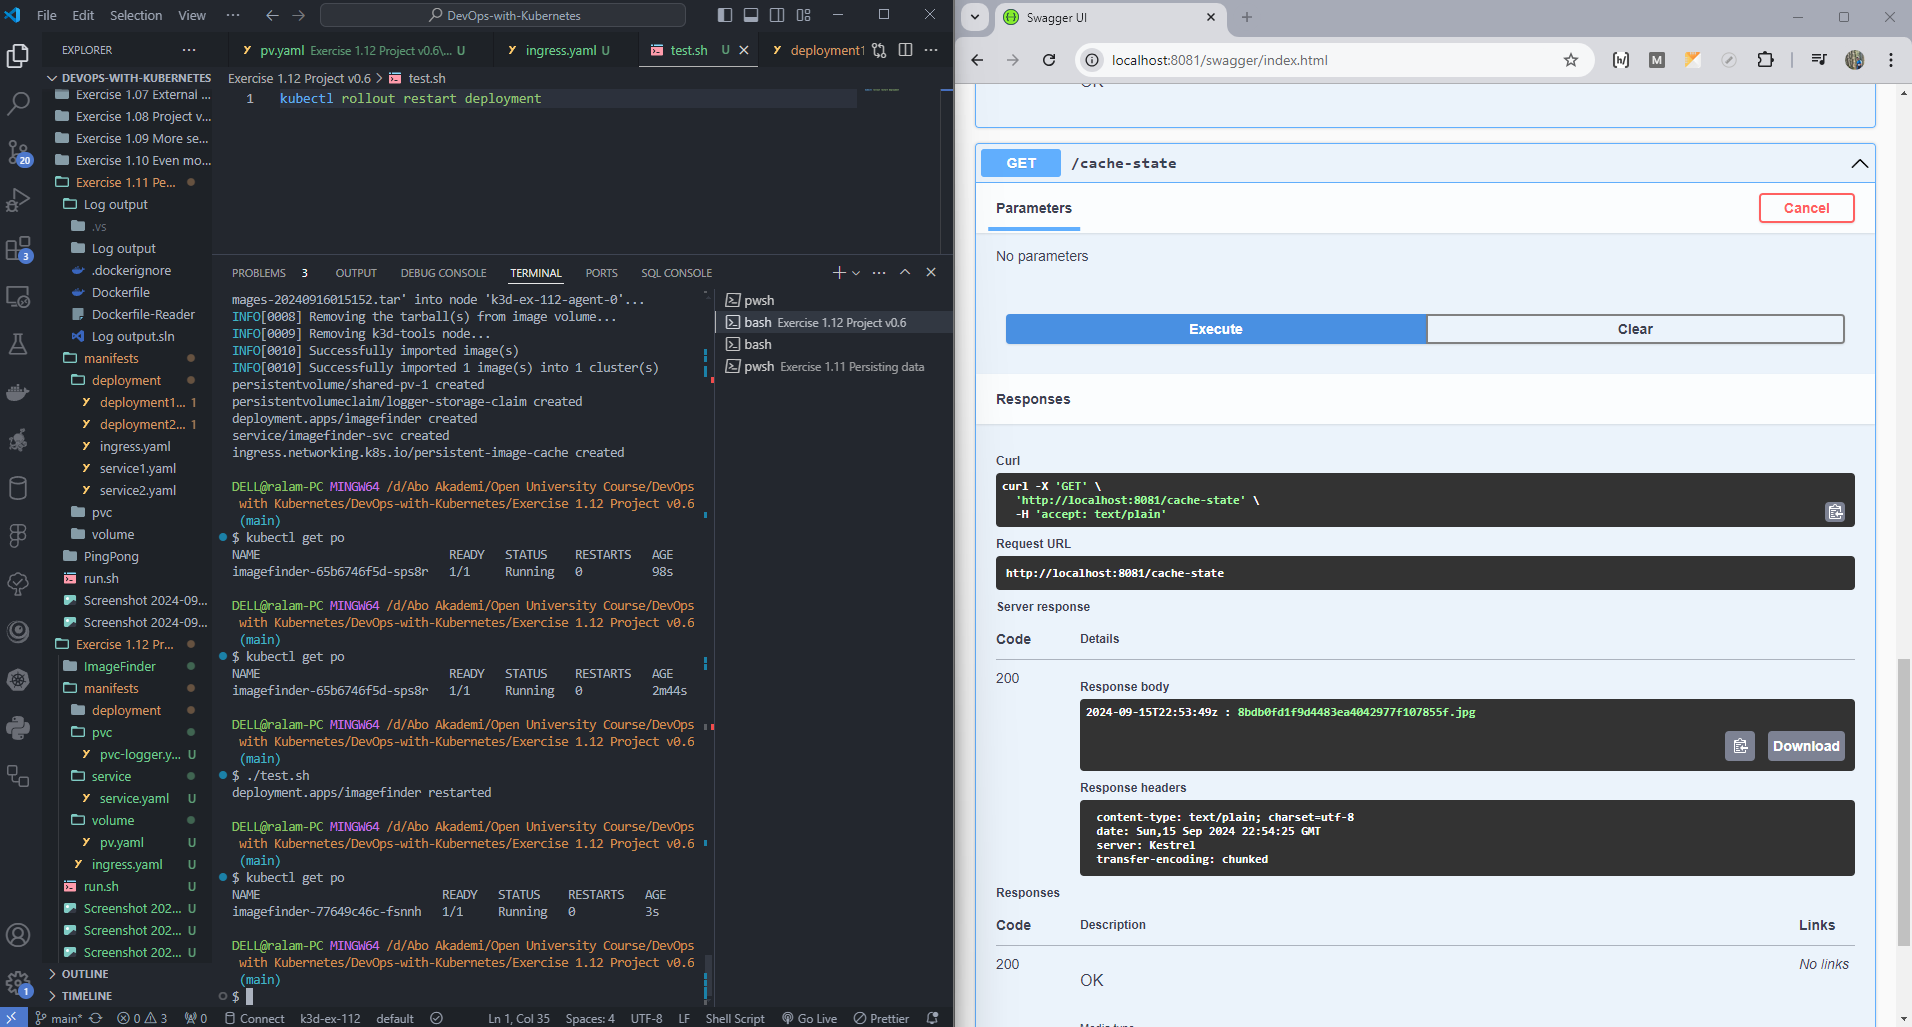 File Edit Selection View ··· DevOps-with-Kubernetes
EXPLORER ···
DEVOPS-WITH-KUBERNETES
Exercise 1.07 External ...
Exercise 1.08 Project v...
Exercise 1.09 More se...
Exercise 1.10 Even mo...
Exercise 1.11 Pe...
Log output
.vs
Log output
.dockerignore
Dockerfile
Dockerfile-Reader
Log output.sln
manifests
deployment
deployment1... 1
deployment2... 1
ingress.yaml
service1.yaml
service2.yaml
pvc
volume
PingPong
run.sh
Screenshot 2024-09...
Screenshot 2024-09...
Exercise 1.12 Pr...
ImageFinder
manifests
deployment
pvc
pvc-logger.y... U
service
service.yaml U
volume
pv.yaml U
ingress.yaml U
run.sh U
Screenshot 202... U
Screenshot 202... U
Screenshot 202... U
OUTLINE
TIMELINE
20
3
1
pv.yaml Exercise 1.12 Project v0.6\... U
ingress.yaml U
test.sh U
deployment1
Exercise 1.12 Project v0.6 > test.sh
1 kubectl rollout restart deployment
PROBLEMS 3 OUTPUT DEBUG CONSOLE TERMINAL PORTS SQL CONSOLE
mages-20240916015152.tar' into node 'k3d-ex-112-agent-0'...
INFO[0008] Removing the tarball(s) from image volume...
INFO[0009] Removing k3d-tools node...
INFO[0010] Successfully imported image(s)
INFO[0010] Successfully imported 1 image(s) into 1 cluster(s)
persistentvolume/shared-pv-1 created
persistentvolumeclaim/logger-storage-claim created
deployment.apps/imagefinder created
service/imagefinder-svc created
ingress.networking.k8s.io/persistent-image-cache created
DELL@ralam-PC MINGW64 /d/Abo Akademi/Open University Course/DevOps
with Kubernetes/DevOps-with-Kubernetes/Exercise 1.12 Project v0.6
(main)
$ kubectl get po
NAME READY STATUS RESTARTS AGE
imagefinder-65b6746f5d-sps8r 1/1 Running 0 98s
DELL@ralam-PC MINGW64 /d/Abo Akademi/Open University Course/DevOps
with Kubernetes/DevOps-with-Kubernetes/Exercise 1.12 Project v0.6
(main)
$ kubectl get po
NAME READY STATUS RESTARTS AGE
imagefinder-65b6746f5d-sps8r 1/1 Running 0 2m44s
DELL@ralam-PC MINGW64 /d/Abo Akademi/Open University Course/DevOps
with Kubernetes/DevOps-with-Kubernetes/Exercise 1.12 Project v0.6
(main)
$ ./test.sh
deployment.apps/imagefinder restarted
DELL@ralam-PC MINGW64 /d/Abo Akademi/Open University Course/DevOps
with Kubernetes/DevOps-with-Kubernetes/Exercise 1.12 Project v0.6
(main)
$ kubectl get po
NAME READY STATUS RESTARTS AGE
imagefinder-77649c46c-fsnnh 1/1 Running 0 3s
DELL@ralam-PC MINGW64 /d/Abo Akademi/Open University Course/DevOps
with Kubernetes/DevOps-with-Kubernetes/Exercise 1.12 Project v0.6
(main)
$
pwsh
bash Exercise 1.12 Project v0.6
bash
pwsh Exercise 1.11 Persisting data
main* 0 3 0 Connect k3d-ex-112 default Ln 1, Col 35 Spaces: 4 UTF-8 LF Shell Script Go Live Prettier
Swagger UI
localhost:8081/swagger/index.html
OK
GET /cache-state
Parameters
Cancel
No parameters
Execute
Clear
Responses
Curl
curl -X 'GET' \
'http://localhost:8081/cache-state' \
-H 'accept: text/plain'
Request URL
http://localhost:8081/cache-state
Server response
Code Details
200
Response body
2024-09-15T22:53:49z : 8bdb0fd1f9d4483ea4042977f107855f.jpg
Download
Response headers
content-type: text/plain; charset=utf-8
date: Sun,15 Sep 2024 22:54:25 GMT
server: Kestrel
transfer-encoding: chunked
Responses
Code Description Links
200 No links
OK